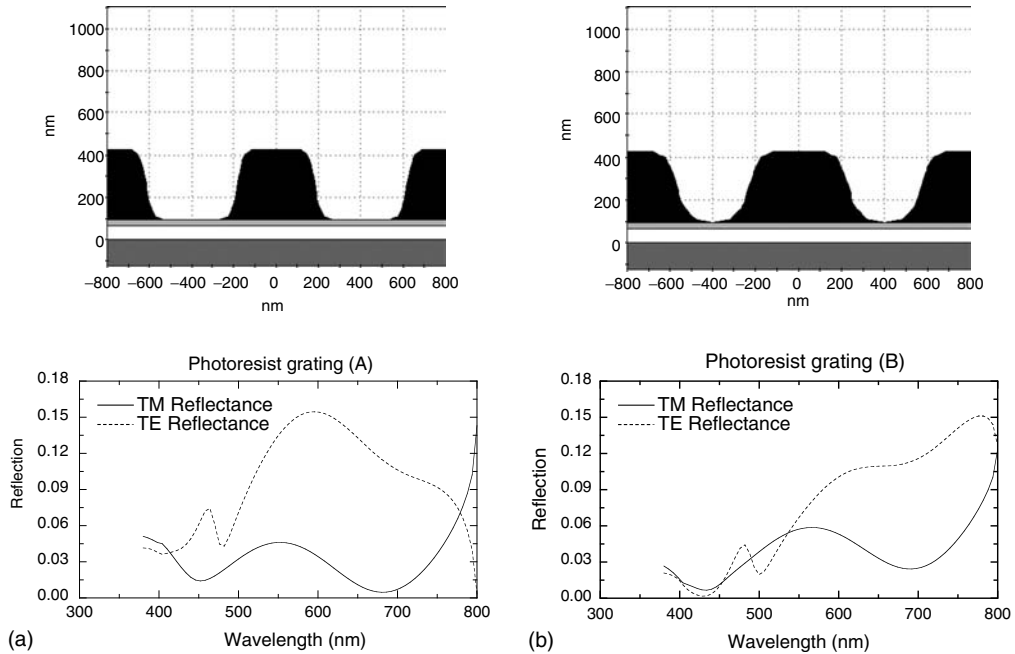 1000
800
600
400
200
0
nm
−800 −600 −400 −200 0 200 400 600 800
nm
1000
800
600
400
200
0
nm
−800 −600 −400 −200 0 200 400 600 800
nm
Photoresist grating (A)
0.18
0.15
0.12
0.09
0.06
0.03
0.00
Reflection
TM Reflectance
TE Reflectance
300 400 500 600 700 800
Wavelength (nm)
(a)
Photoresist grating (B)
0.18
0.15
0.12
0.09
0.06
0.03
0.00
Reflection
TM Reflectance
TE Reflectance
300 400 500 600 700 800
Wavelength (nm)
(b)